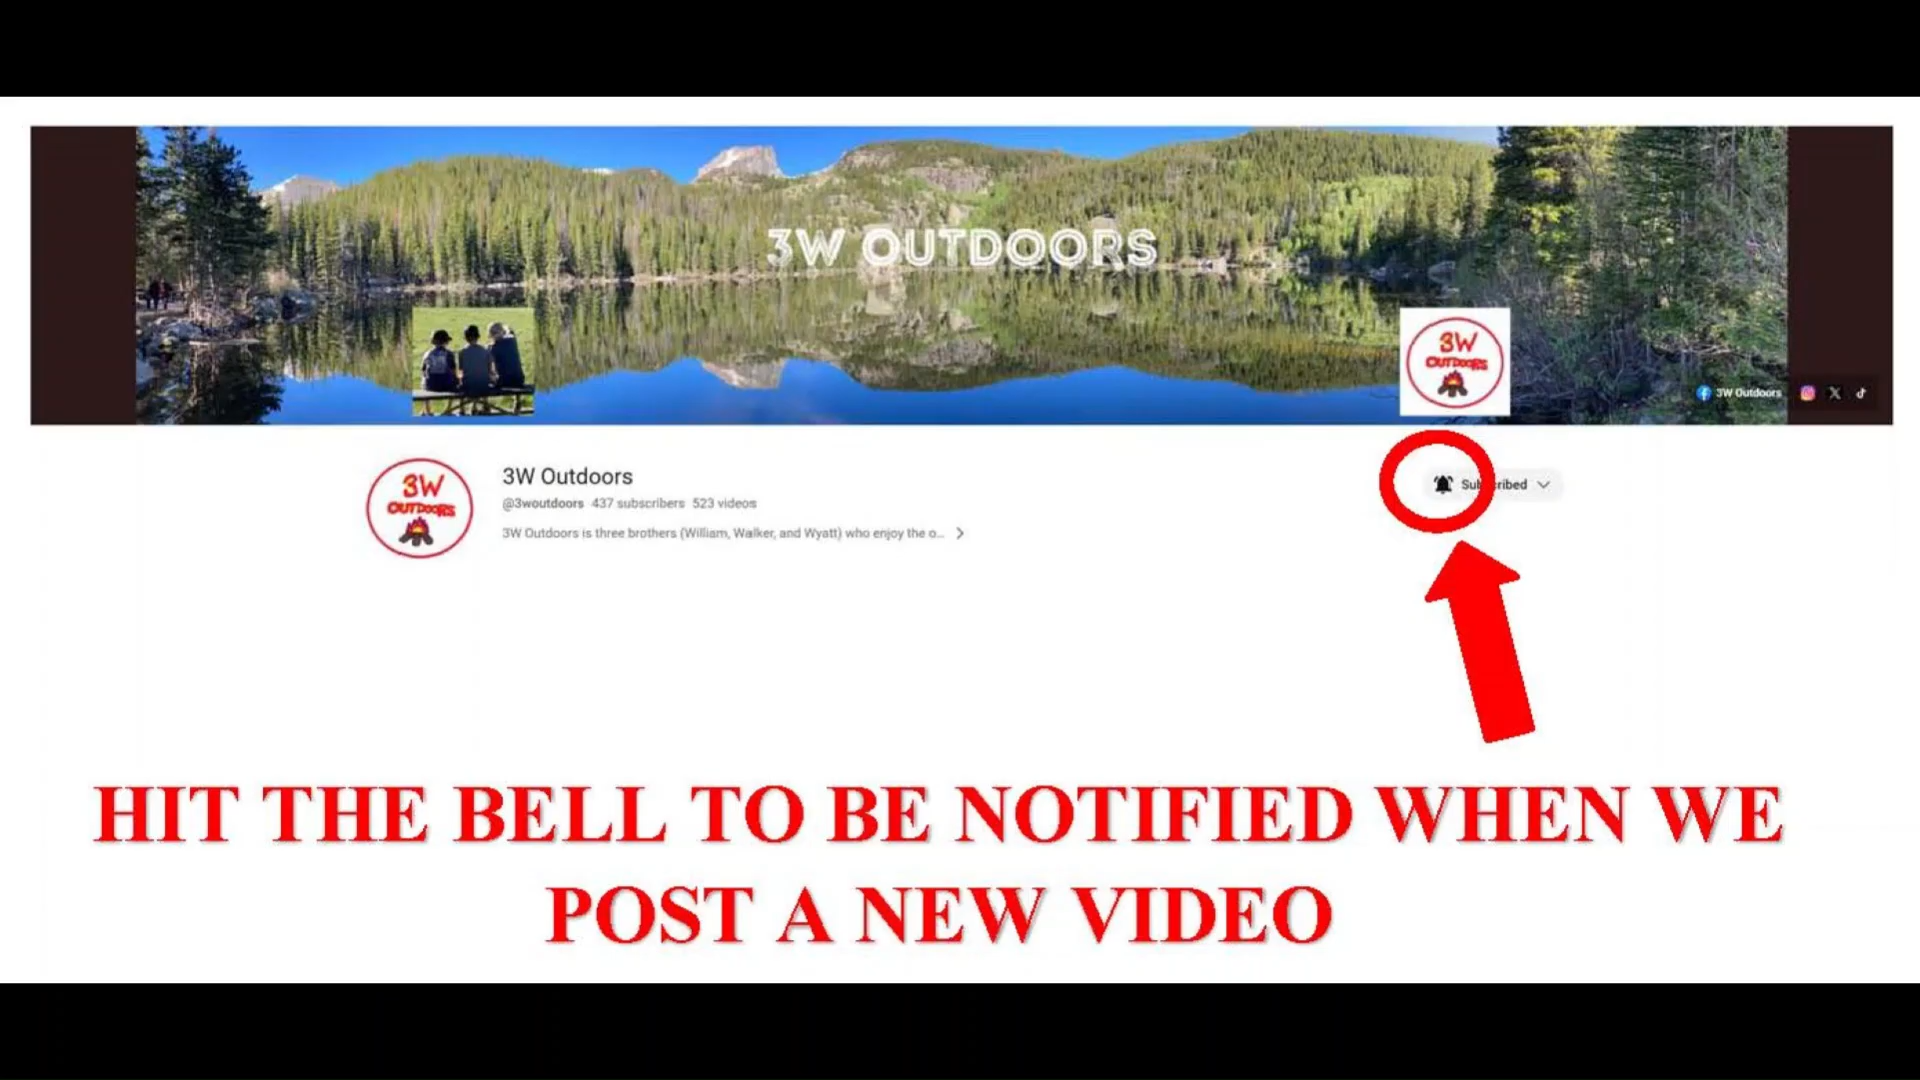 3W OUTDOORS
3W
OUTDOORS
3W Outdoors
3W
OUTDOORS
3W Outdoors
@3woutdoors 437 subscribers 523 videos
3W Outdoors is three brothers (William, Walker, and Wyatt) who enjoy the o...
Subscribed
HIT THE BELL TO BE NOTIFIED WHEN WE
POST A NEW VIDEO